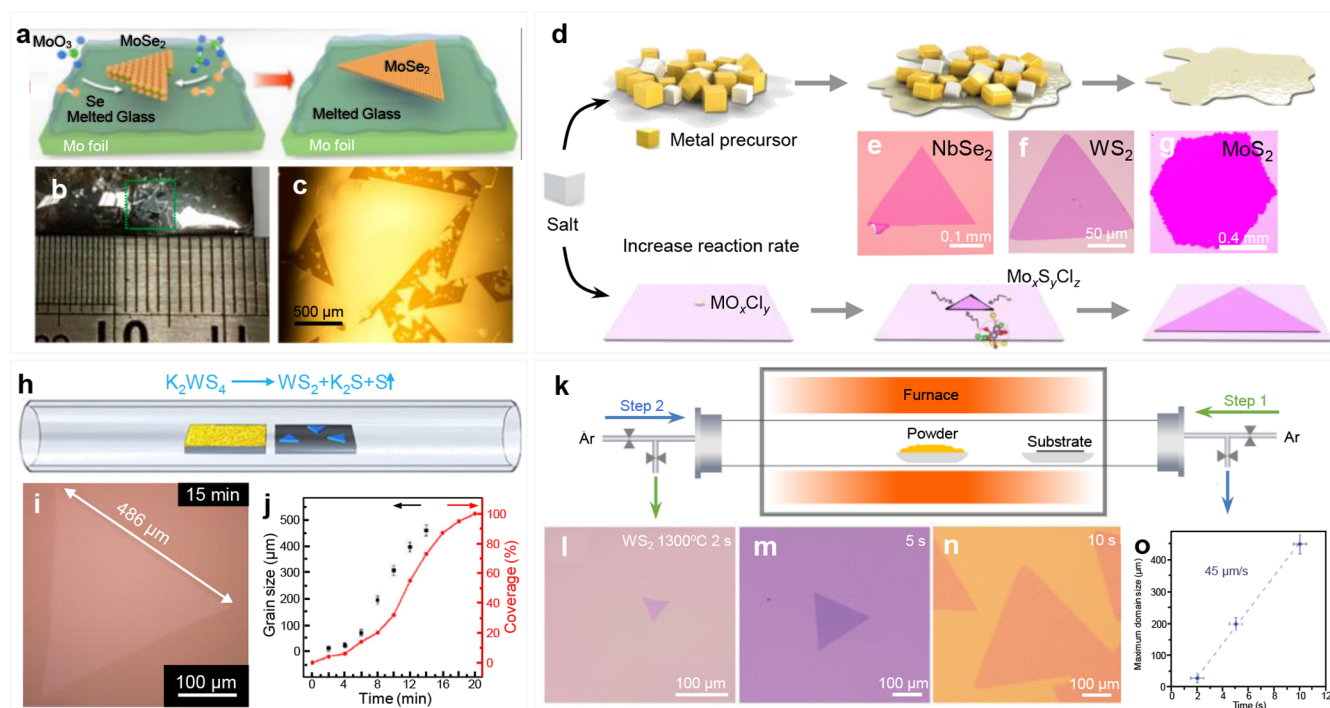 a
MoO₃
MoSe₂
Se
Melted Glass
Mo foil
MoSe₂
Melted Glass
Mo foil
b
c
500 μm
d
Salt
Metal precursor
Increase reaction rate
e
NbSe₂
0.1 mm
f
WS₂
50 μm
g
MoS₂
0.4 mm
MOₓClᵧ
MoₓSᵧCl_z
h
K₂WS₄ ⟶ WS₂+K₂S+S↑
i
15 min
486 μm
100 μm
j
Grain size (μm)
500
400
300
200
100
0
Coverage (%)
100
80
60
40
20
0
0 4 8 12 16 20
Time (min)
k
Step 2
Ar
Furnace
Powder
Substrate
Step 1
Ar
l
WS₂ 1300ºC 2 s
100 μm
m
5 s
100 μm
n
10 s
100 μm
o
Maximum domain size (μm)
400
300
200
100
0
45 μm/s
0 2 4 6 8 10 12
Time (s)